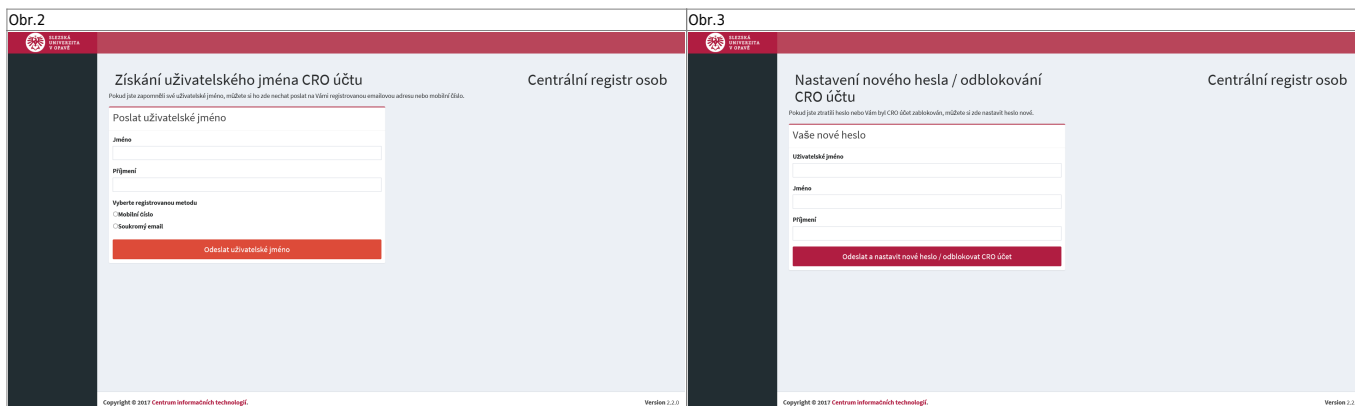 Obr.2
SLEZSKÁ
UNIVERZITA
V OPAVĚ
Získání uživatelského jména CRO účtu
Centrální registr osob
Pokud jste zapomněli své uživatelské jméno, můžete si ho zde nechat poslat na Vámi registrovanou emailovou adresu nebo mobilní číslo.
Poslat uživatelské jméno
Jméno
Příjmení
Vyberte registrovanou metodu
Mobilní číslo
Soukromý email
Odeslat uživatelské jméno
Copyright © 2017 Centrum informačních technologií.
Version 2.2.0
Obr.3
SLEZSKÁ
UNIVERZITA
V OPAVĚ
Nastavení nového hesla / odblokování
CRO účtu
Centrální registr osob
Pokud jste ztratili heslo nebo Vám byl CRO účet zablokován, můžete si zde nastavit heslo nové.
Vaše nové heslo
Uživatelské jméno
Jméno
Příjmení
Odeslat a nastavit nové heslo / odblokovat CRO účet
Copyright © 2017 Centrum informačních technologií.
Version 2.2